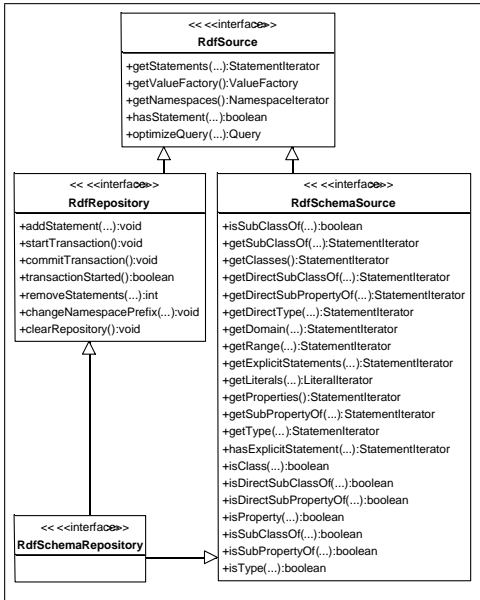 << <<interface>>
RdfSource
+getStatements(...):StatementIterator
+getValueFactory():ValueFactory
+getNamespaces():NamespaceIterator
+hasStatement(...):boolean
+optimizeQuery(...):Query
<< <<interface>>
RdfRepository
+addStatement(...):void
+startTransaction():void
+commitTransaction():void
+transactionStarted():boolean
+removeStatements(...):int
+changeNamespacePrefix(...):void
+clearRepository():void
<< <<interface>>
RdfSchemaSource
+isSubClassOf(...):boolean
+getSubClassOf(...):StatementIterator
+getClasses():StatementIterator
+getDirectSubClassOf(...):StatementIterator
+getDirectSubPropertyOf(...):StatementIterator
+getDirectType(...):StatementIterator
+getDomain(...):StatementIterator
+getRange(...):StatementIterator
+getExplicitStatements(...):StatementIterator
+getLiterals(...):LiteralIterator
+getProperties():StatementIterator
+getSubPropertyOf(...):StatementIterator
+getType(...):StatemenIterator
+hasExplicitStatement(...):StatementIterator
+isClass(...):boolean
+isDirectSubClassOf(...):boolean
+isDirectSubPropertyOf(...):boolean
+isProperty(...):boolean
+isSubClassOf(...):boolean
+isSubPropertyOf(...):boolean
+isType(...):boolean
<< <<interface>>
RdfSchemaRepository